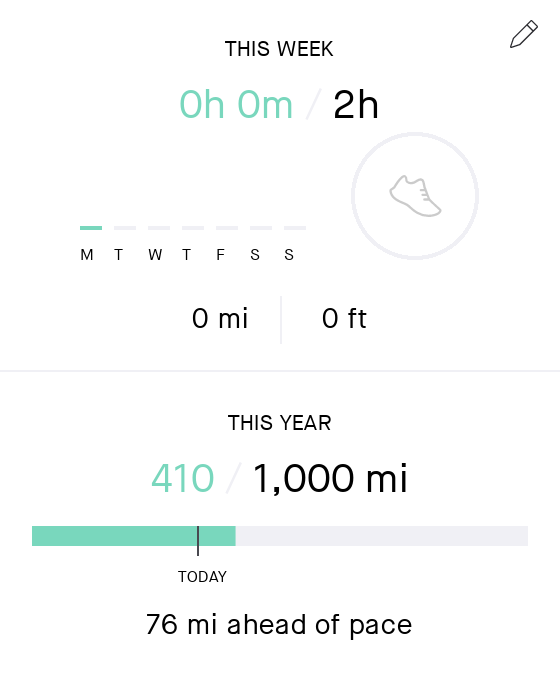 THIS WEEK
0h 0m / 2h
M T W T F S S
0 mi 0 ft
THIS YEAR
410 / 1,000 mi
TODAY
76 mi ahead of pace